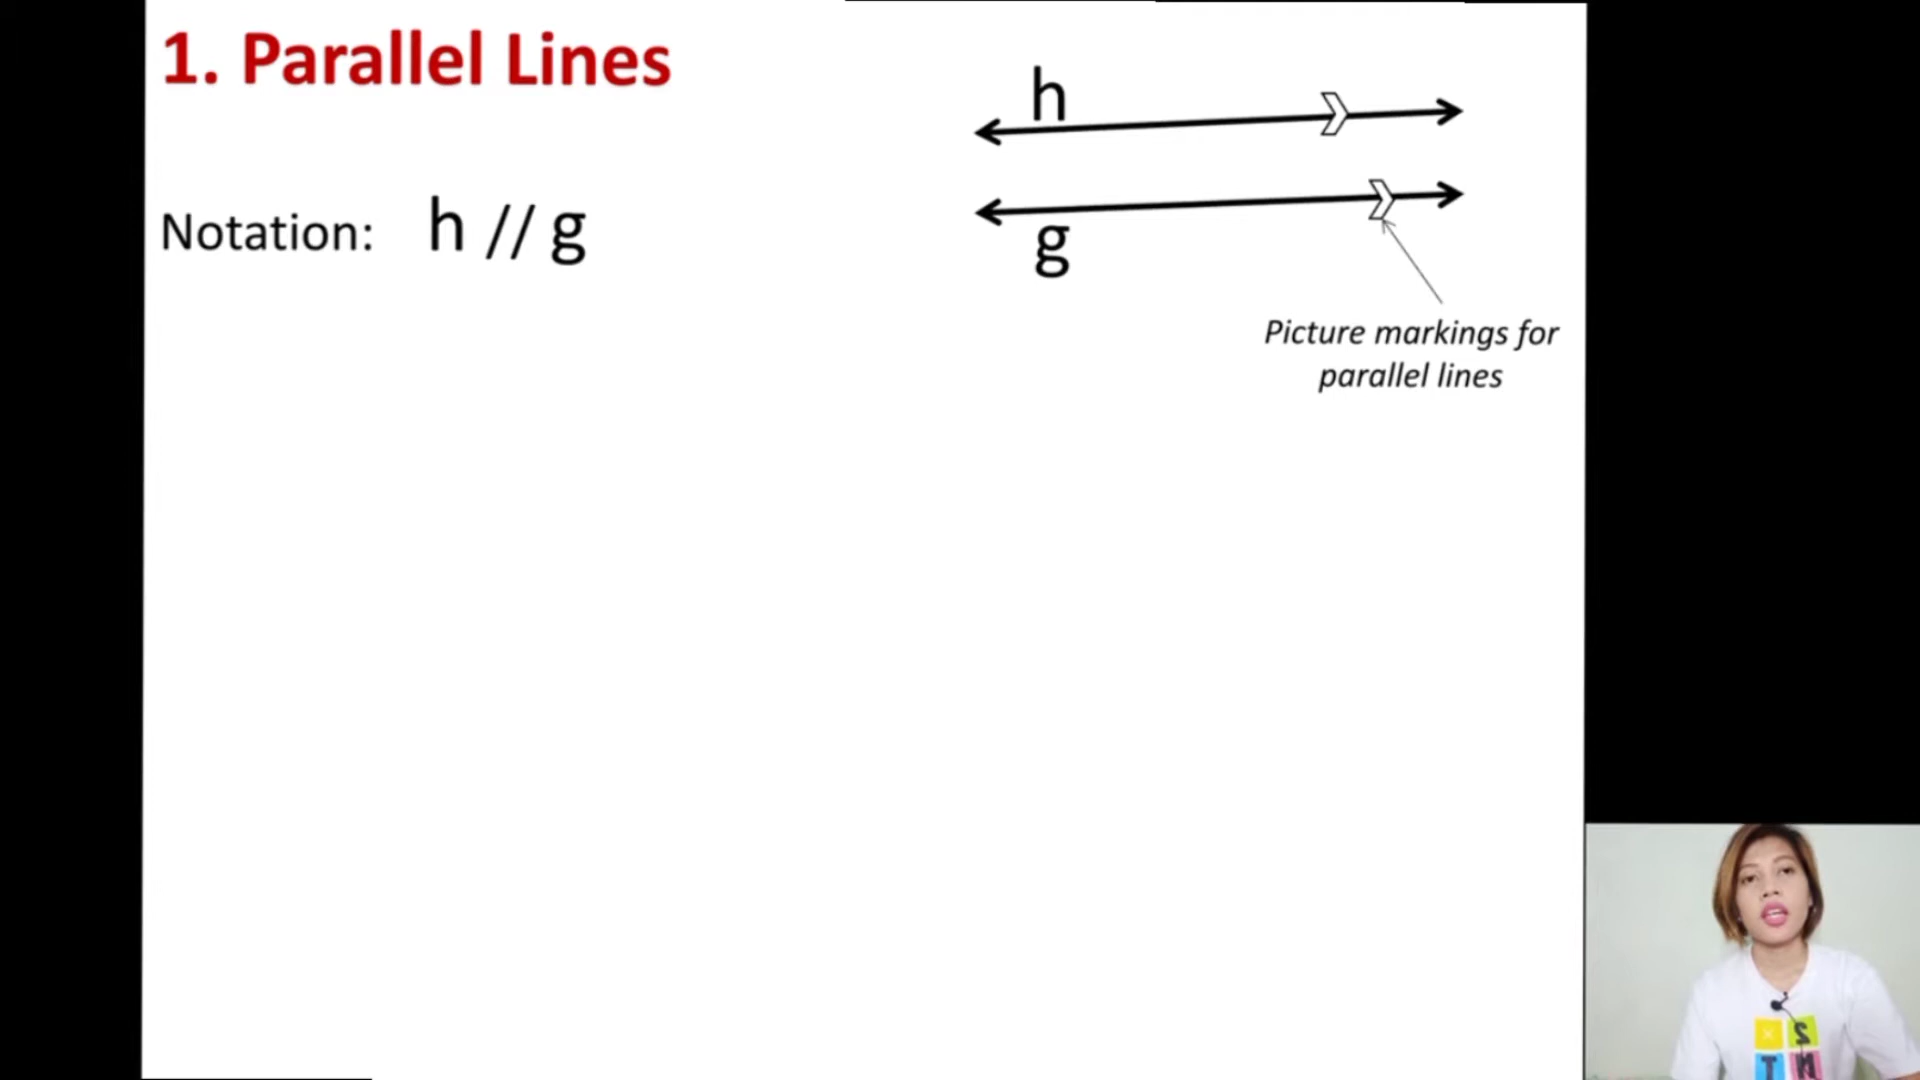 1. Parallel Lines
h
Notation: h // g
g
Picture markings for
parallel lines